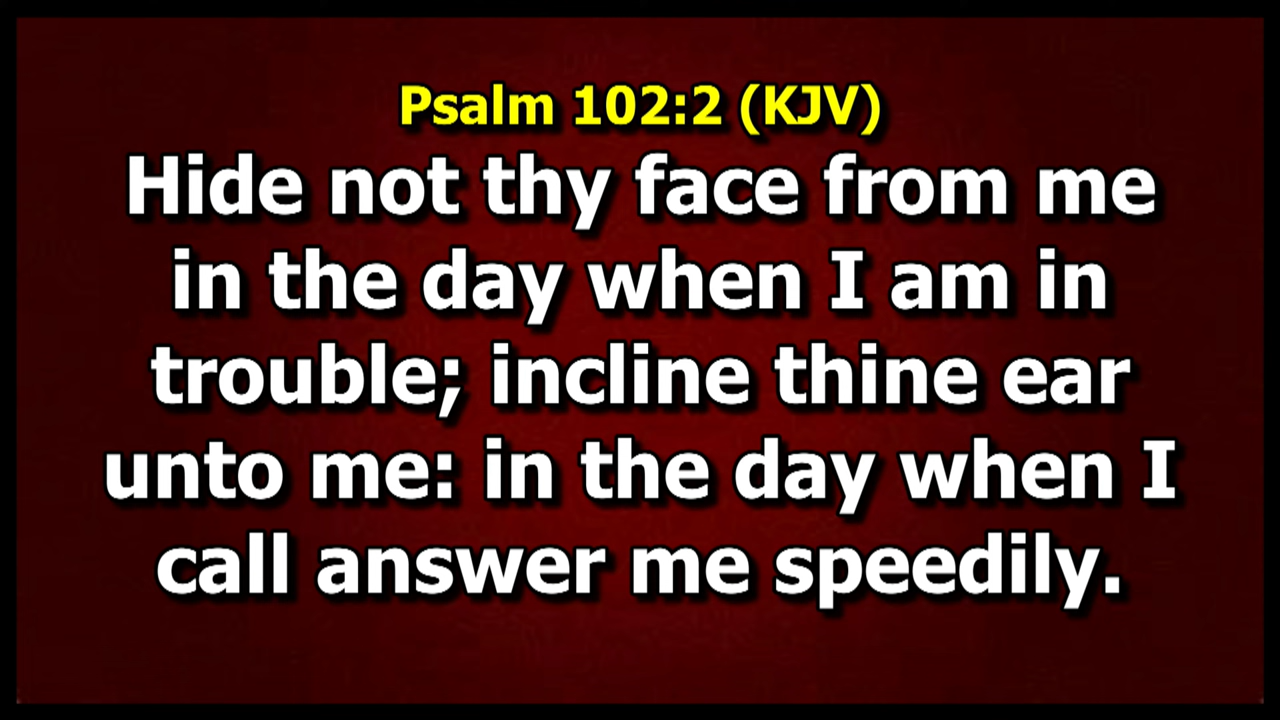 Psalm 102:2 (KJV)
Hide not thy face from me
in the day when I am in
trouble; incline thine ear
unto me: in the day when I
call answer me speedily.